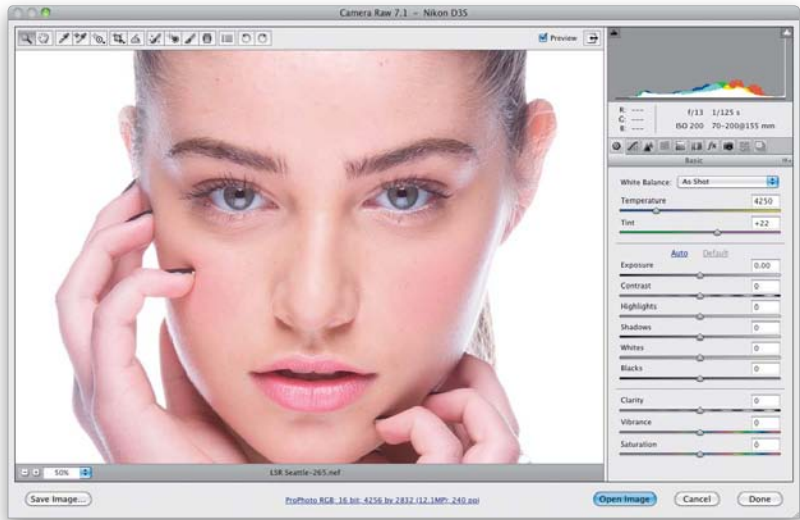 Camera Raw 7.1 – Nikon D3S
Preview
R: ---
G: ---
B: ---
f/13 1/125 s
ISO 200 70-200@155 mm
Basic
White Balance: As Shot
Temperature 4250
Tint +22
Auto Default
Exposure 0.00
Contrast 0
Highlights 0
Shadows 0
Whites 0
Blacks 0
Clarity 0
Vibrance 0
Saturation 0
50% LSR Seattle-265.nef
Save Image... ProPhoto RGB; 16 bit; 4256 by 2832 (12.1MP); 240 ppi Open Image Cancel Done